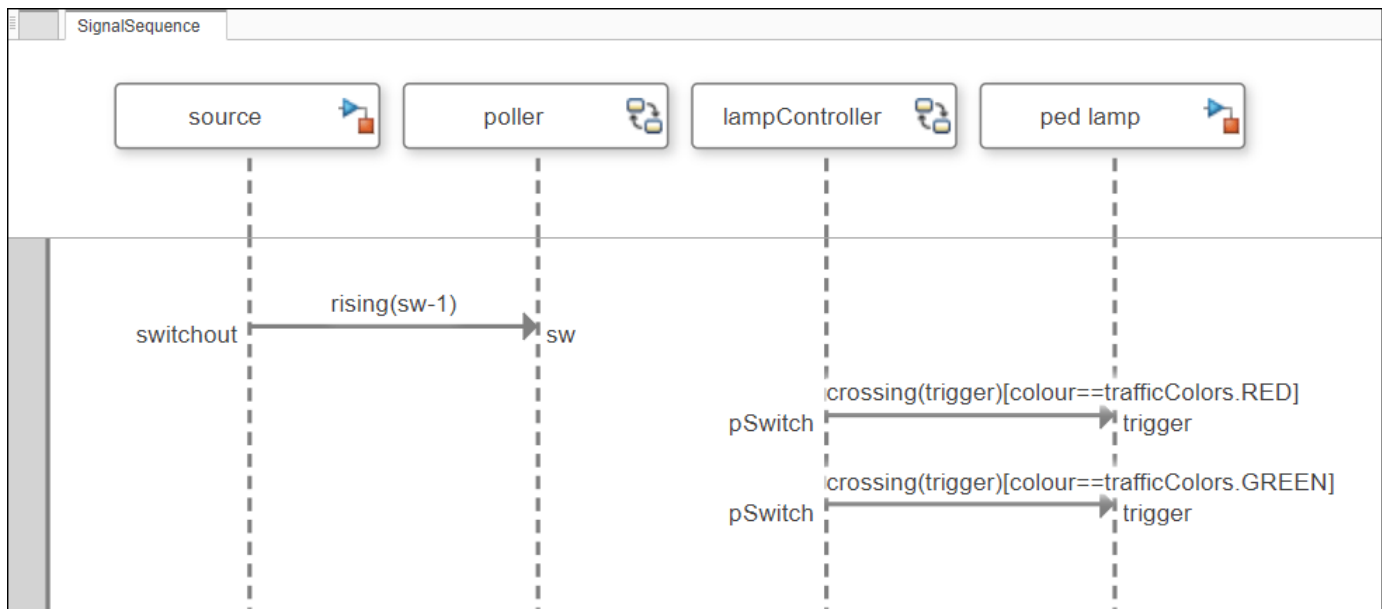 SignalSequence
source
poller
lampController
ped lamp
rising(sw-1)
switchout
sw
crossing(trigger)[colour==trafficColors.RED]
pSwitch
trigger
crossing(trigger)[colour==trafficColors.GREEN]
pSwitch
trigger